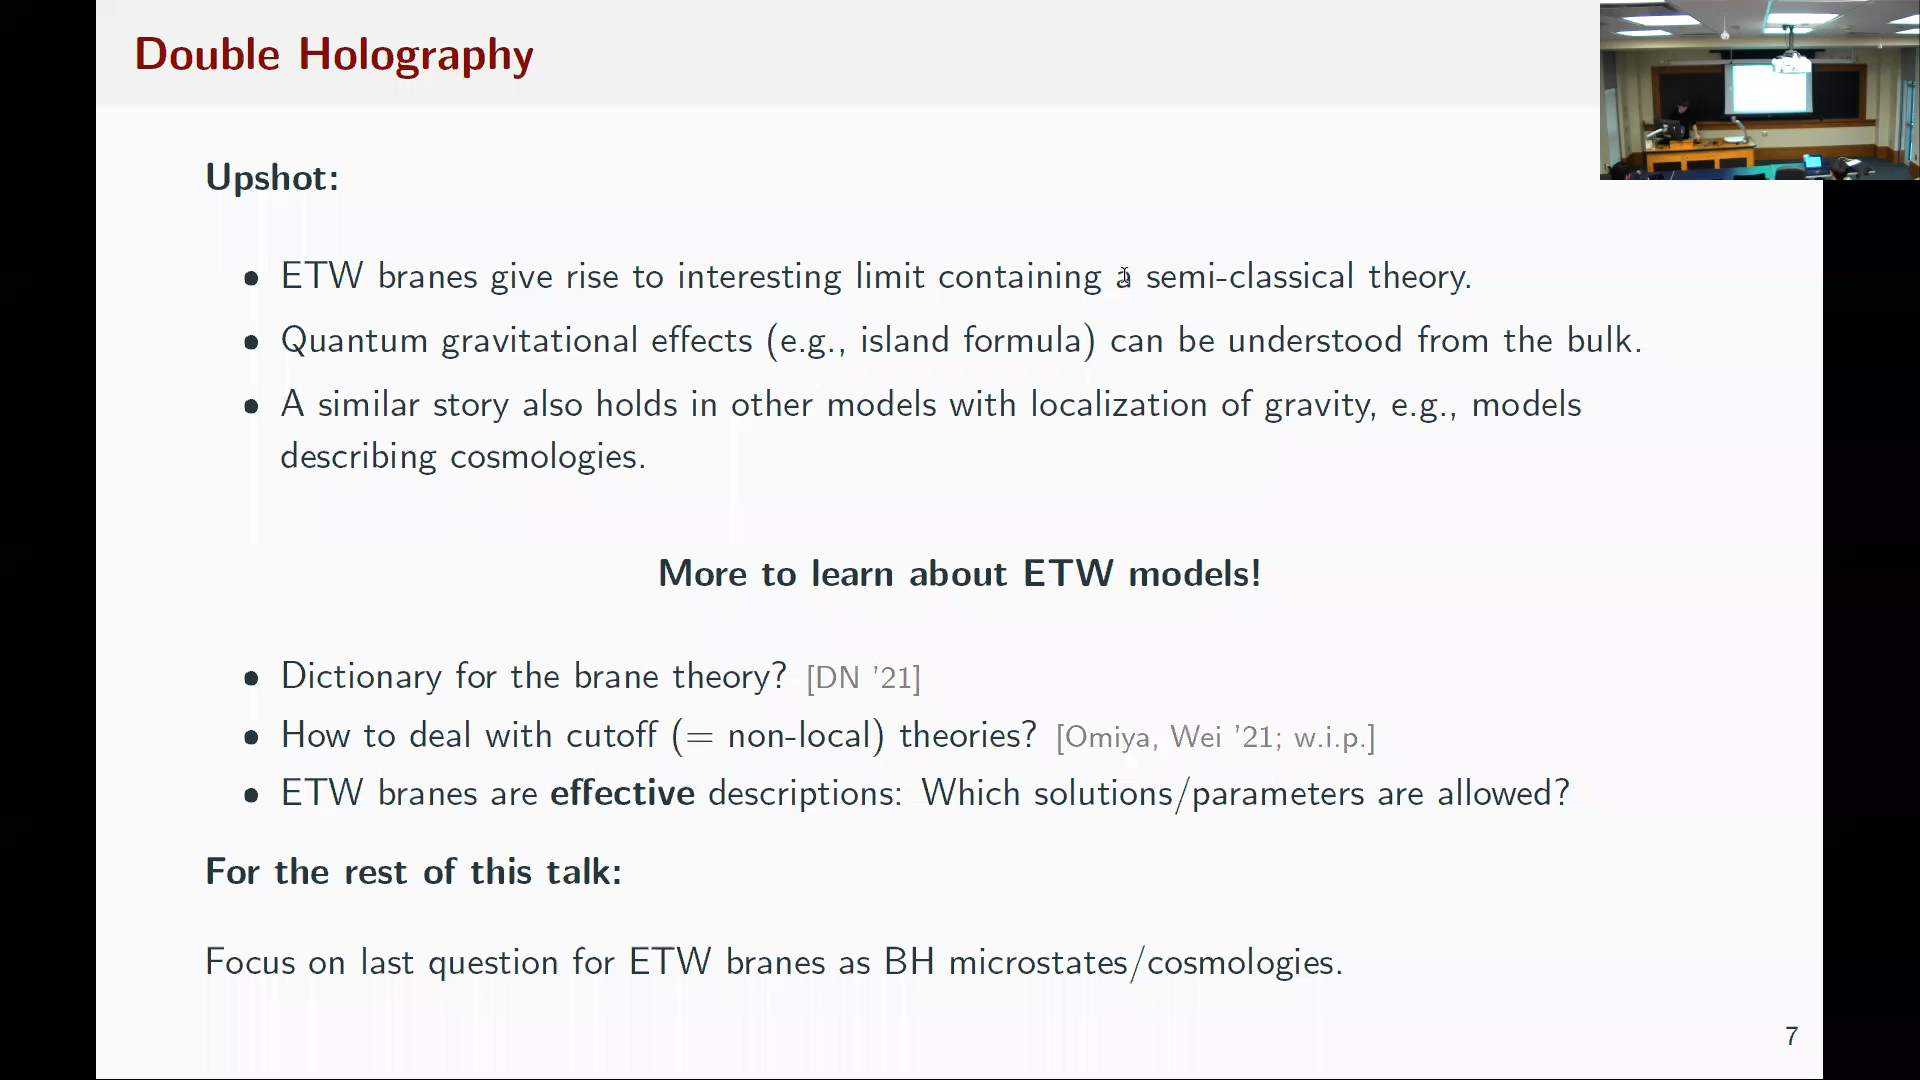 Double Holography
Upshot:
• ETW branes give rise to interesting limit containing a semi-classical theory.
• Quantum gravitational effects (e.g., island formula) can be understood from the bulk.
• A similar story also holds in other models with localization of gravity, e.g., models
describing cosmologies.
More to learn about ETW models!
• Dictionary for the brane theory? [DN '21]
• How to deal with cutoff (= non-local) theories? [Omiya, Wei '21; w.i.p.]
• ETW branes are effective descriptions: Which solutions/parameters are allowed?
For the rest of this talk:
Focus on last question for ETW branes as BH microstates/cosmologies.
7